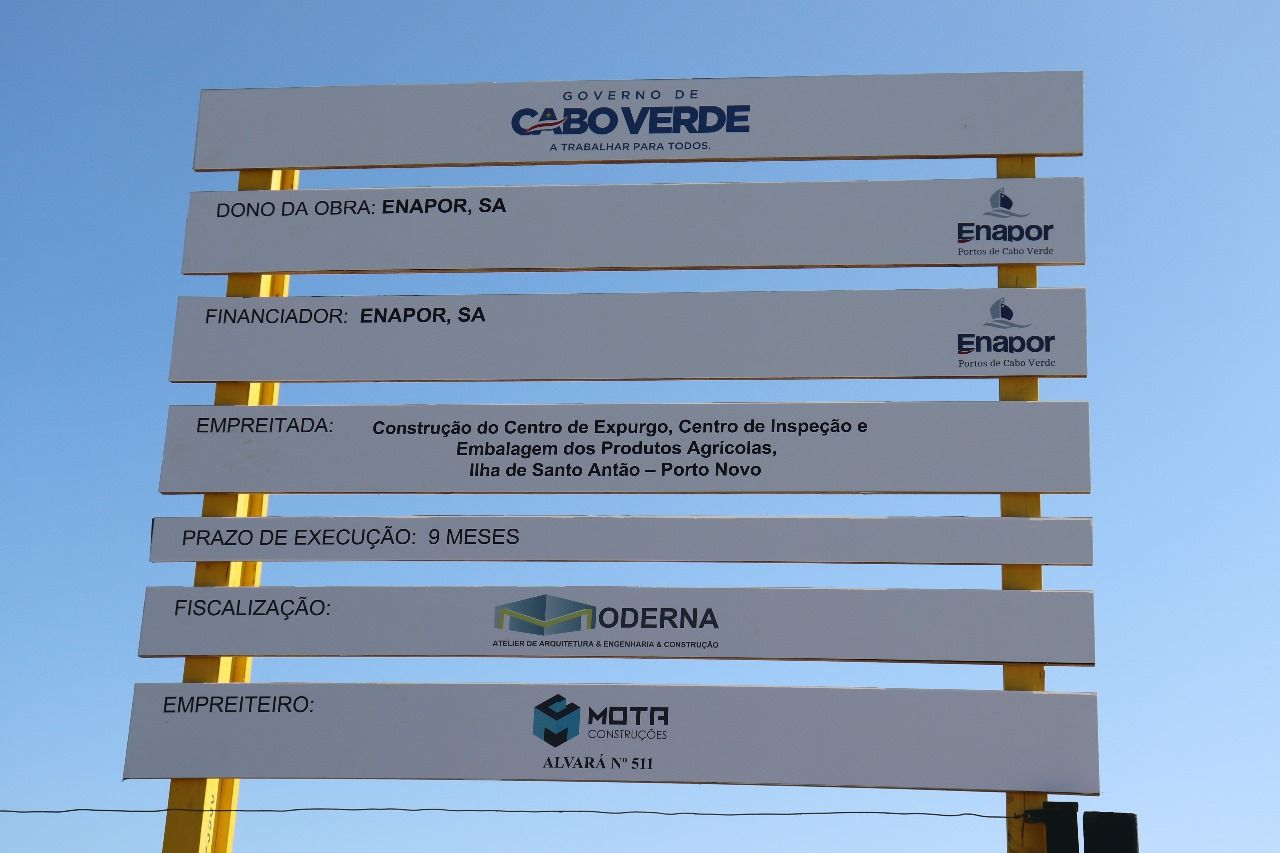 GOVERNO DE
CABO VERDE
A TRABALHAR PARA TODOS.
DONO DA OBRA: ENAPOR, SA
Enapor
Portos de Cabo Verde
FINANCIADOR: ENAPOR, SA
Enapor
Portos de Cabo Verde
EMPREITADA: Construção do Centro de Expurgo, Centro de Inspeção e
Embalagem dos Produtos Agrícolas,
Ilha de Santo Antão – Porto Novo
PRAZO DE EXECUÇÃO: 9 MESES
FISCALIZAÇÃO:
MODERNA
ATELIER DE ARQUITETURA & ENGENHARIA & CONSTRUÇÃO
EMPREITEIRO:
MOTA
CONSTRUÇÕES
ALVARÁ Nº 511